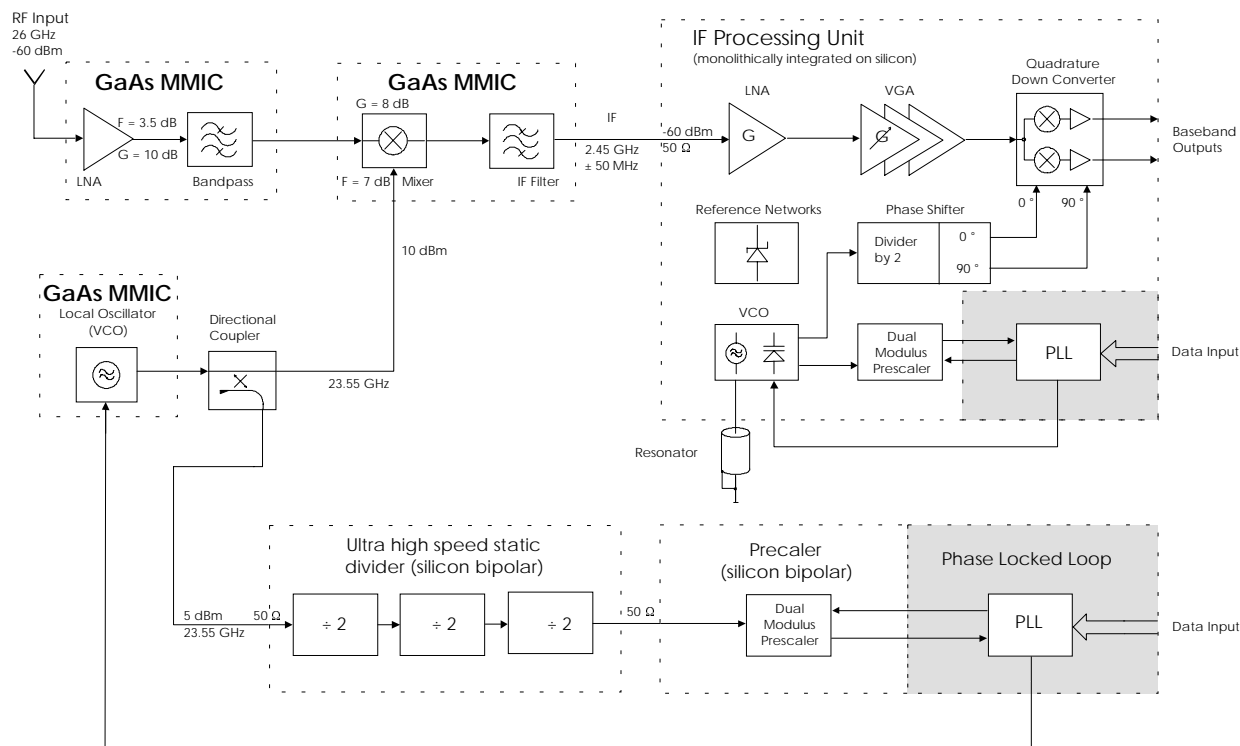 RF Input
26 GHz
-60 dBm
GaAs MMIC
F = 3.5 dB
G = 10 dB
LNA
Bandpass
GaAs MMIC
G = 8 dB
F = 7 dB
Mixer
IF Filter
IF
2.45 GHz
± 50 MHz
10 dBm
IF Processing Unit
(monolithically integrated on silicon)
-60 dBm
50 Ω
LNA
G
VGA
G
Quadrature
Down Converter
Baseband
Outputs
0 °
90 °
Reference Networks
Phase Shifter
Divider
by 2
0 °
90 °
VCO
Dual
Modulus
Prescaler
PLL
Data Input
Resonator
GaAs MMIC
Local Oscillator
(VCO)
Directional
Coupler
23.55 GHz
Ultra high speed static
divider (silicon bipolar)
5 dBm
23.55 GHz
50 Ω
÷ 2
÷ 2
÷ 2
50 Ω
Precaler
(silicon bipolar)
Dual
Modulus
Prescaler
Phase Locked Loop
PLL
Data Input